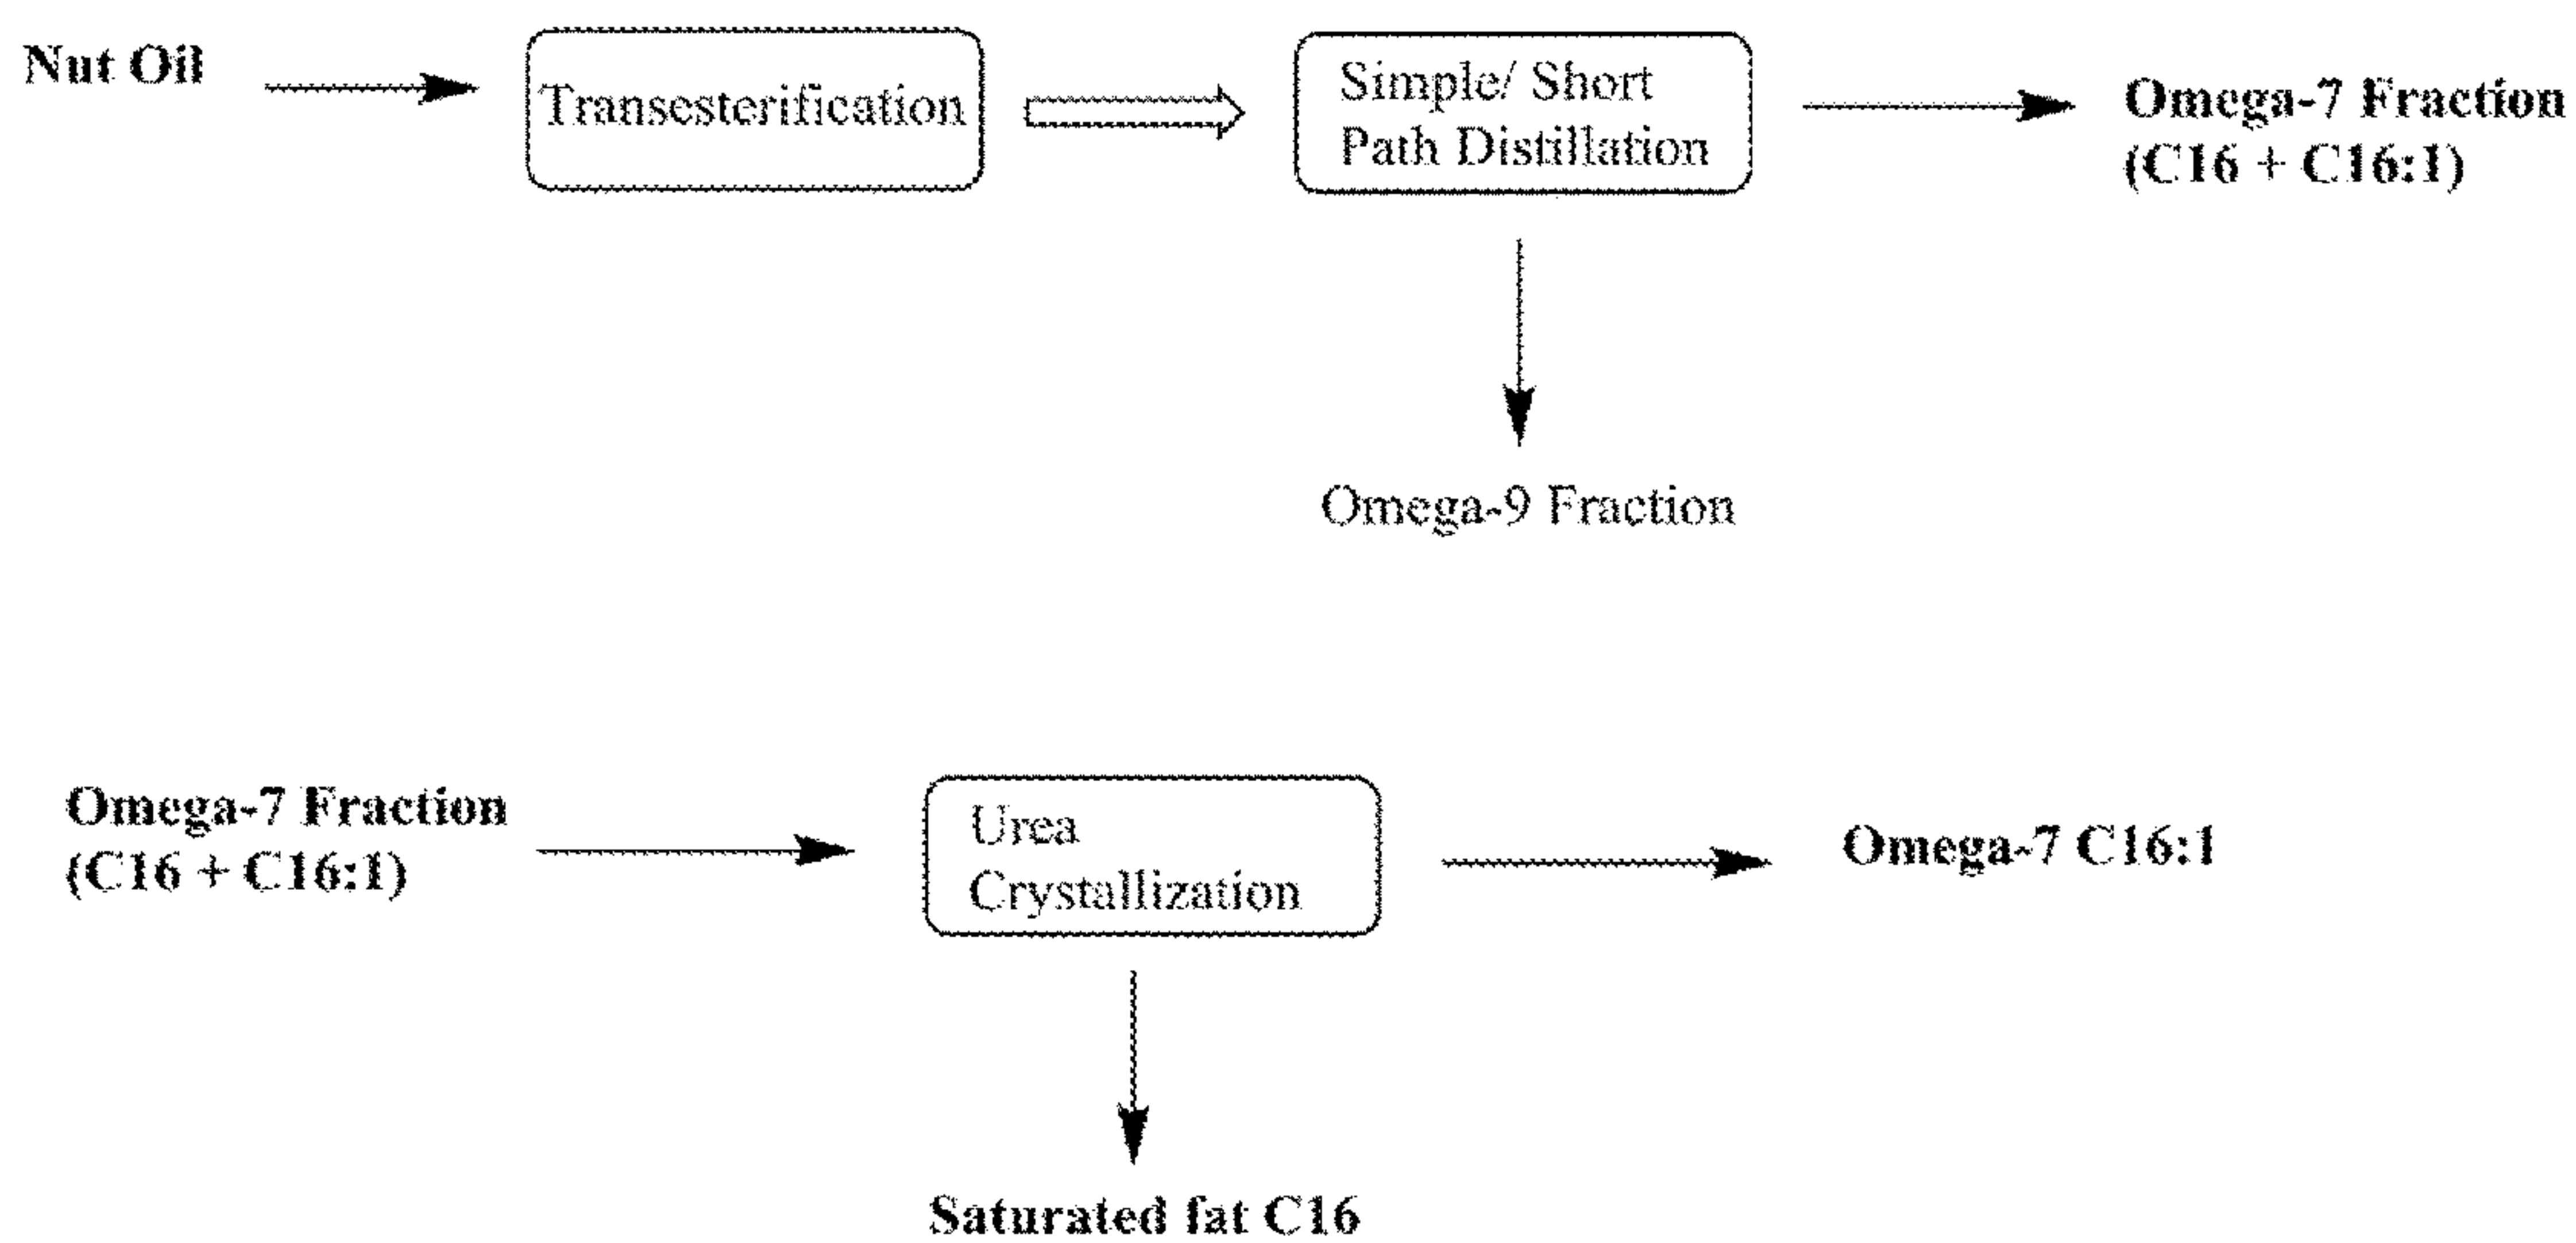 Nut Oil
Transesterification
Simple/ Short
Path Distillation
Omega-7 Fraction
(C16 + C16:1)
Omega-9 Fraction
Omega-7 Fraction
(C16 + C16:1)
Urea
Crystallization
Omega-7 C16:1
Saturated fat C16